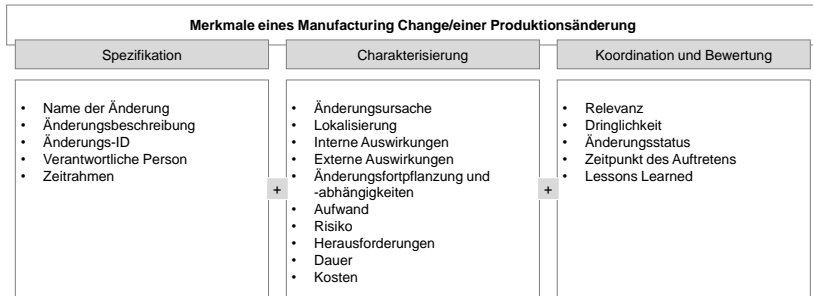 Merkmale eines Manufacturing Change/einer Produktionsänderung
Spezifikation
• Name der Änderung
• Änderungsbeschreibung
• Änderungs-ID
• Verantwortliche Person
• Zeitrahmen
+
Charakterisierung
• Änderungsursache
• Lokalisierung
• Interne Auswirkungen
• Externe Auswirkungen
• Änderungsfortpflanzung und
-abhängigkeiten
• Aufwand
• Risiko
• Herausforderungen
• Dauer
• Kosten
+
Koordination und Bewertung
• Relevanz
• Dringlichkeit
• Änderungsstatus
• Zeitpunkt des Auftretens
• Lessons Learned